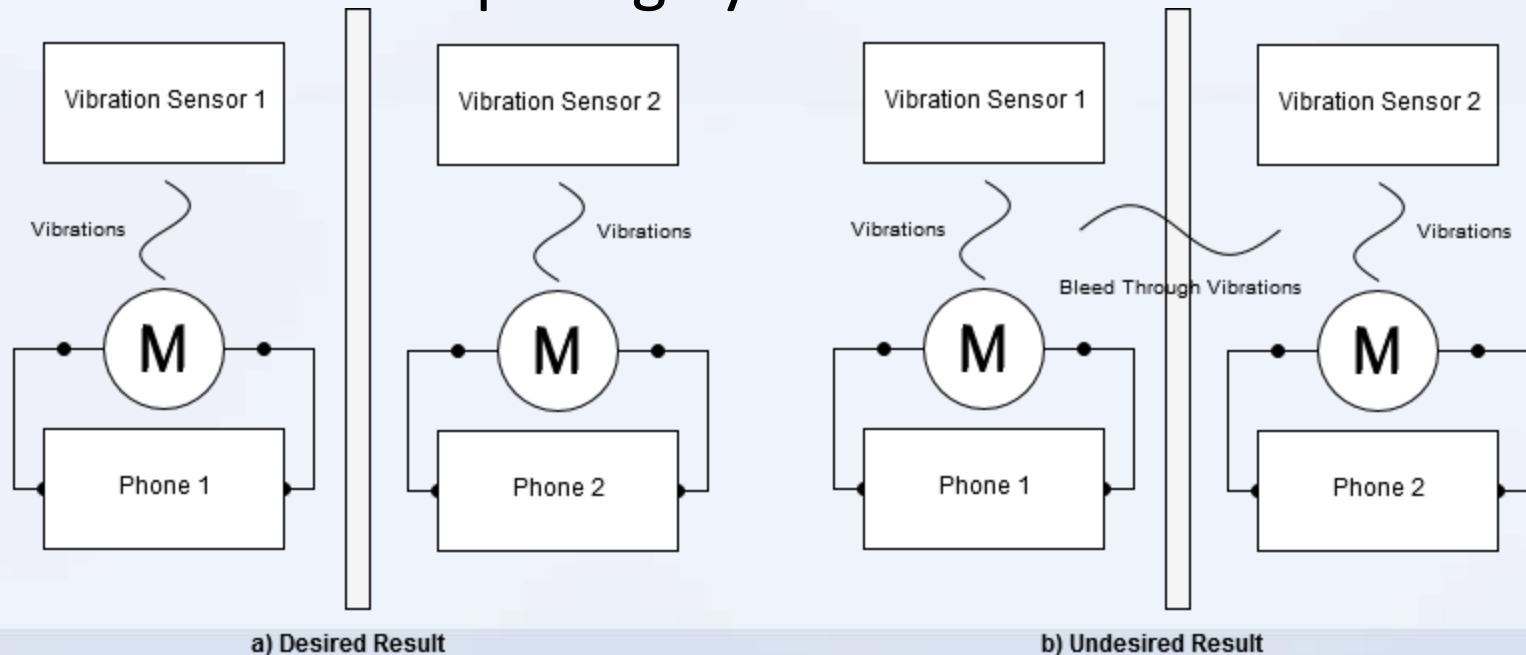 Vibration Sensor 1
Vibration Sensor 2
Vibrations
Vibrations
M
M
Phone 1
Phone 2
a) Desired Result
Vibration Sensor 1
Vibration Sensor 2
Vibrations
Vibrations
Bleed Through Vibrations
M
M
Phone 1
Phone 2
b) Undesired Result